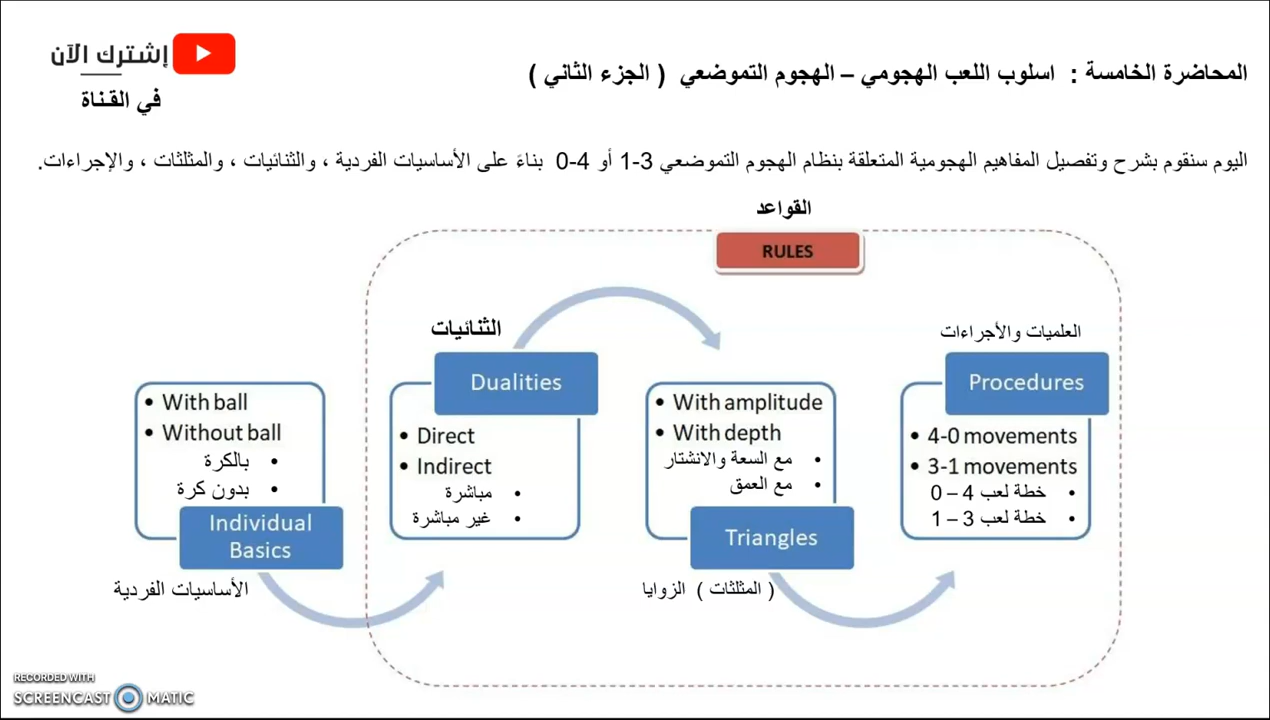 إشترك الآن
في القناة
المحاضرة الخامسة : اسلوب اللعب الهجومي – الهجوم التموضعي ( الجزء الثاني )
اليوم سنقوم بشرح وتفصيل المفاهيم الهجومية المتعلقة بنظام الهجوم التموضعي 3-1 أو 4-0 بناءً على الأساسيات الفردية ، والثنائيات ، والمثلثات ، والإجراءات.
القواعد
RULES
• With ball
• Without ball
• بالكرة
• بدون كرة
Individual
Basics
الأساسيات الفردية
الثنائيات
Dualities
• Direct
• Indirect
• مباشرة
• غير مباشرة
• With amplitude
• With depth
• مع السعة والانشتار
• مع العمق
Triangles
( المثلثات ) الزوايا
العلميات والأجراءات
Procedures
• 4-0 movements
• 3-1 movements
• خطة لعب 4 – 0
• خطة لعب 3 – 1
RECORDED WITH
SCREENCAST MATIC